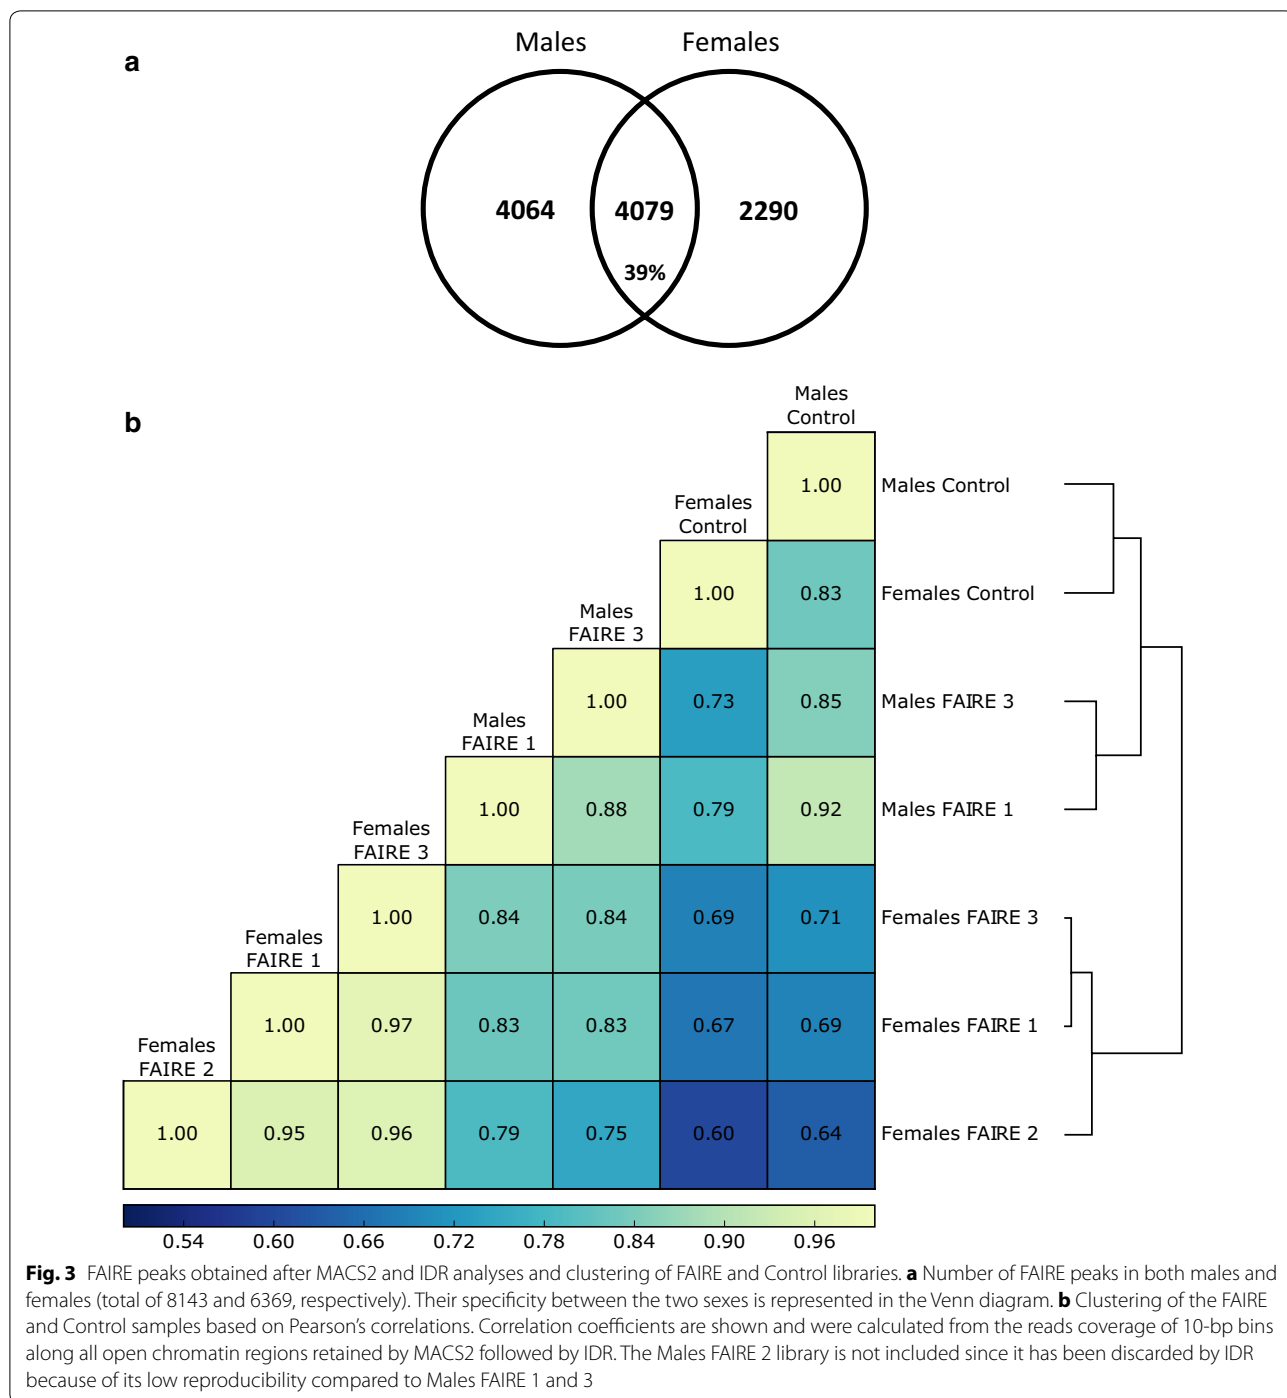 a
Males Females
4064 4079 2290
39%
b
Males
Control
1.00 Males Control
Females
Control
1.00 0.83 Females Control
Males
FAIRE 3
1.00 0.73 0.85 Males FAIRE 3
Males
FAIRE 1
1.00 0.88 0.79 0.92 Males FAIRE 1
Females
FAIRE 3
1.00 0.84 0.84 0.69 0.71 Females FAIRE 3
Females
FAIRE 1
1.00 0.97 0.83 0.83 0.67 0.69 Females FAIRE 1
Females
FAIRE 2
1.00 0.95 0.96 0.79 0.75 0.60 0.64 Females FAIRE 2
0.54 0.60 0.66 0.72 0.78 0.84 0.90 0.96
Fig. 3 FAIRE peaks obtained after MACS2 and IDR analyses and clustering of FAIRE and Control libraries. a Number of FAIRE peaks in both males and
females (total of 8143 and 6369, respectively). Their specificity between the two sexes is represented in the Venn diagram. b Clustering of the FAIRE
and Control samples based on Pearson's correlations. Correlation coefficients are shown and were calculated from the reads coverage of 10-bp bins
along all open chromatin regions retained by MACS2 followed by IDR. The Males FAIRE 2 library is not included since it has been discarded by IDR
because of its low reproducibility compared to Males FAIRE 1 and 3